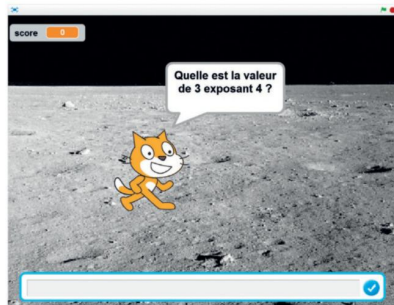 score 0
Quelle est la valeur
de 3 exposant 4 ?